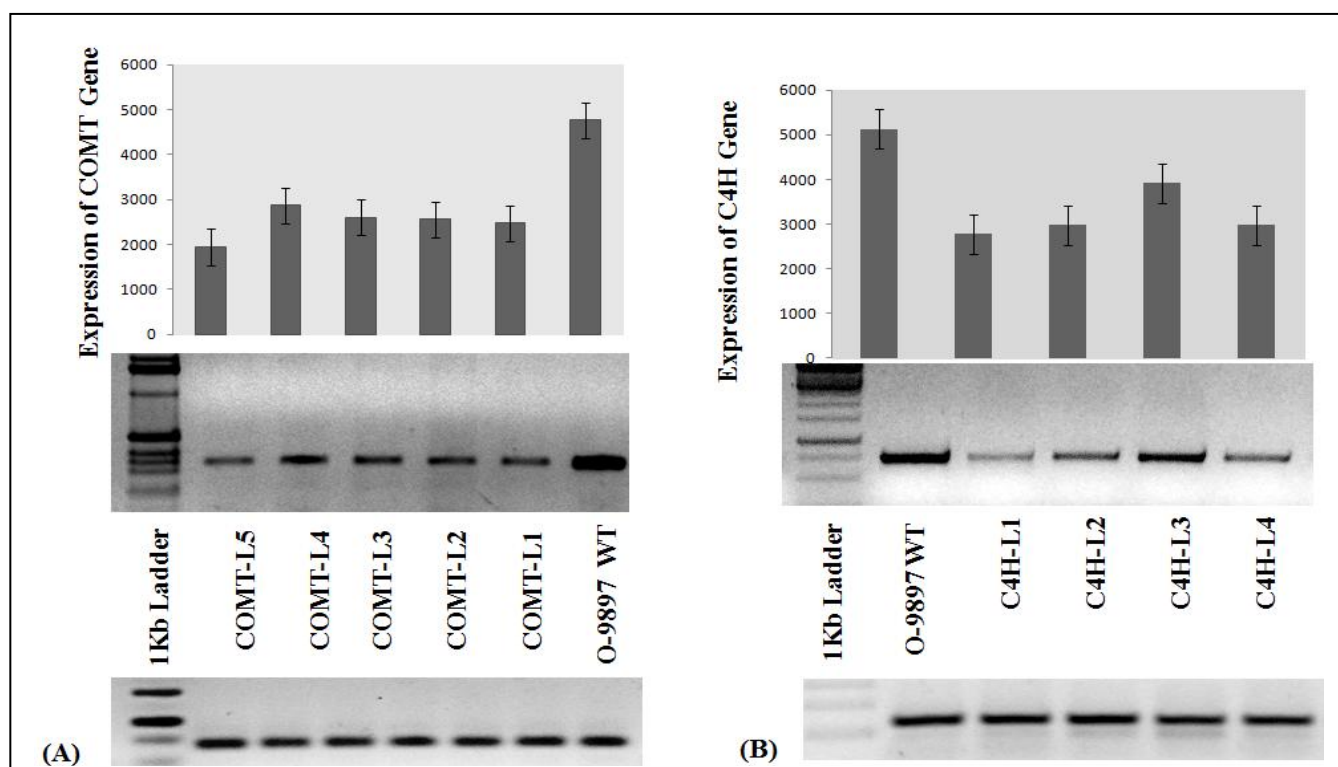 Expression of COMT Gene
6000
5000
4000
3000
2000
1000
0
1Kb Ladder
COMT-L5
COMT-L4
COMT-L3
COMT-L2
COMT-L1
O-9897 WT
(A)
Expression of C4H Gene
6000
5000
4000
3000
2000
1000
0
1Kb Ladder
O-9897WT
C4H-L1
C4H-L2
C4H-L3
C4H-L4
(B)